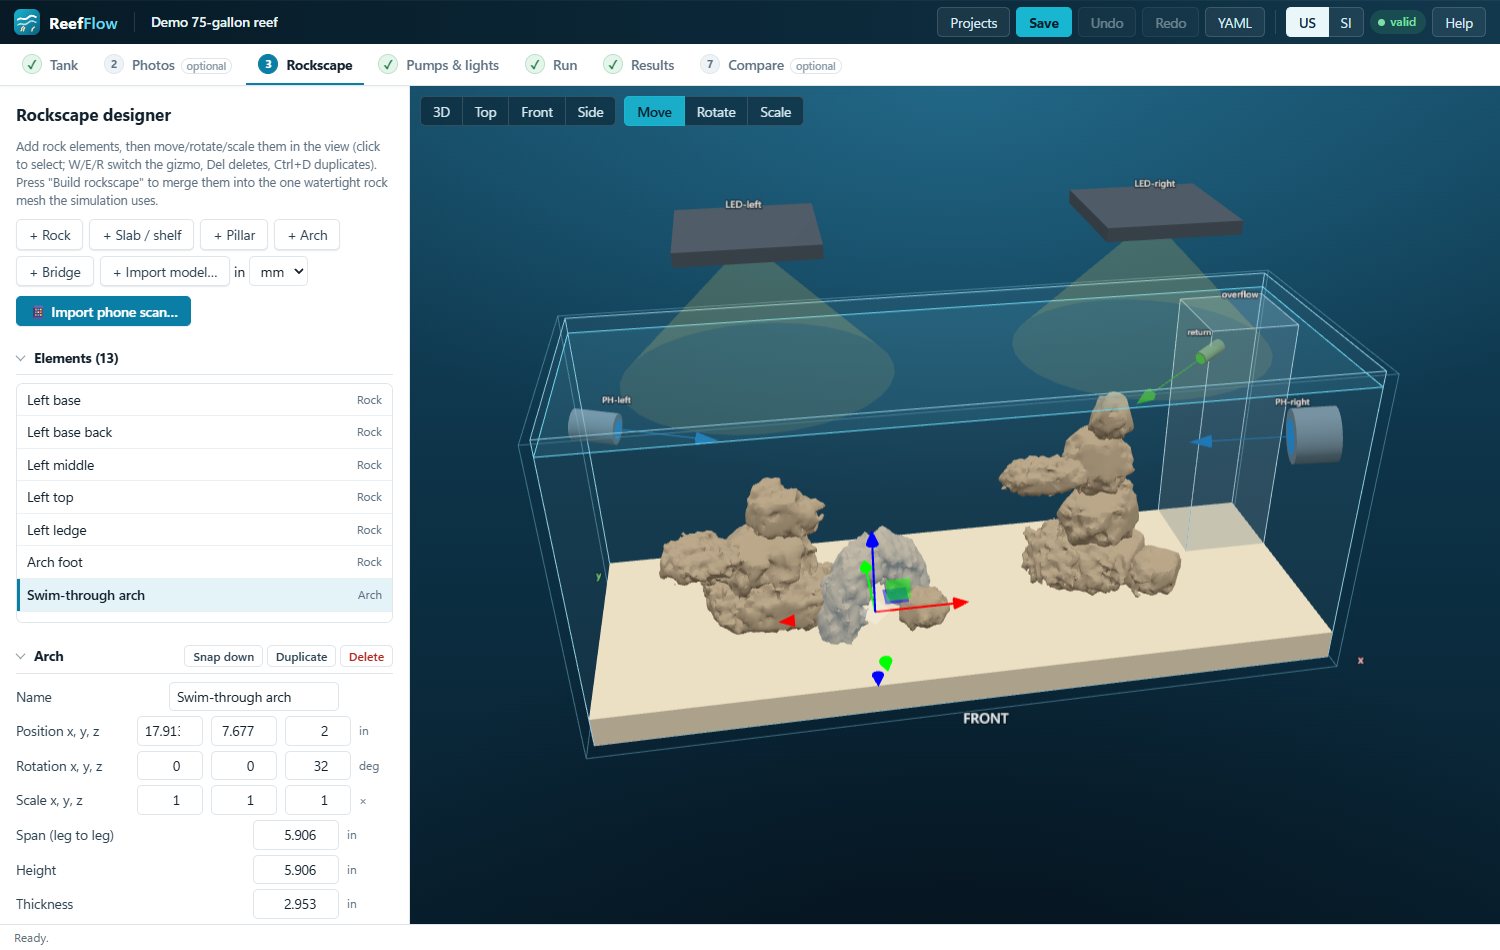 ReefFlow
Demo 75-gallon reef
Projects
Save
Undo
Redo
YAML
US
SI
valid
Help
Tank
2 Photos optional
3 Rockscape
Pumps & lights
Run
Results
7 Compare optional
Rockscape designer
Add rock elements, then move/rotate/scale them in the view (click
to select; W/E/R switch the gizmo, Del deletes, Ctrl+D duplicates).
Press "Build rockscape" to merge them into the one watertight rock
mesh the simulation uses.
+ Rock
+ Slab / shelf
+ Pillar
+ Arch
+ Bridge
+ Import model...
in
mm
Import phone scan...
Elements (13)
Left base Rock
Left base back Rock
Left middle Rock
Left top Rock
Left ledge Rock
Arch foot Rock
Swim-through arch Arch
Arch
Snap down
Duplicate
Delete
Name Swim-through arch
Position x, y, z 17.913 7.677 2 in
Rotation x, y, z 0 0 32 deg
Scale x, y, z 1 1 1 ×
Span (leg to leg) 5.906 in
Height 5.906 in
Thickness 2.953 in
Ready.
3D
Top
Front
Side
Move
Rotate
Scale
LED-left
LED-right
overflow
return
PH-left
PH-right
y
x
FRONT